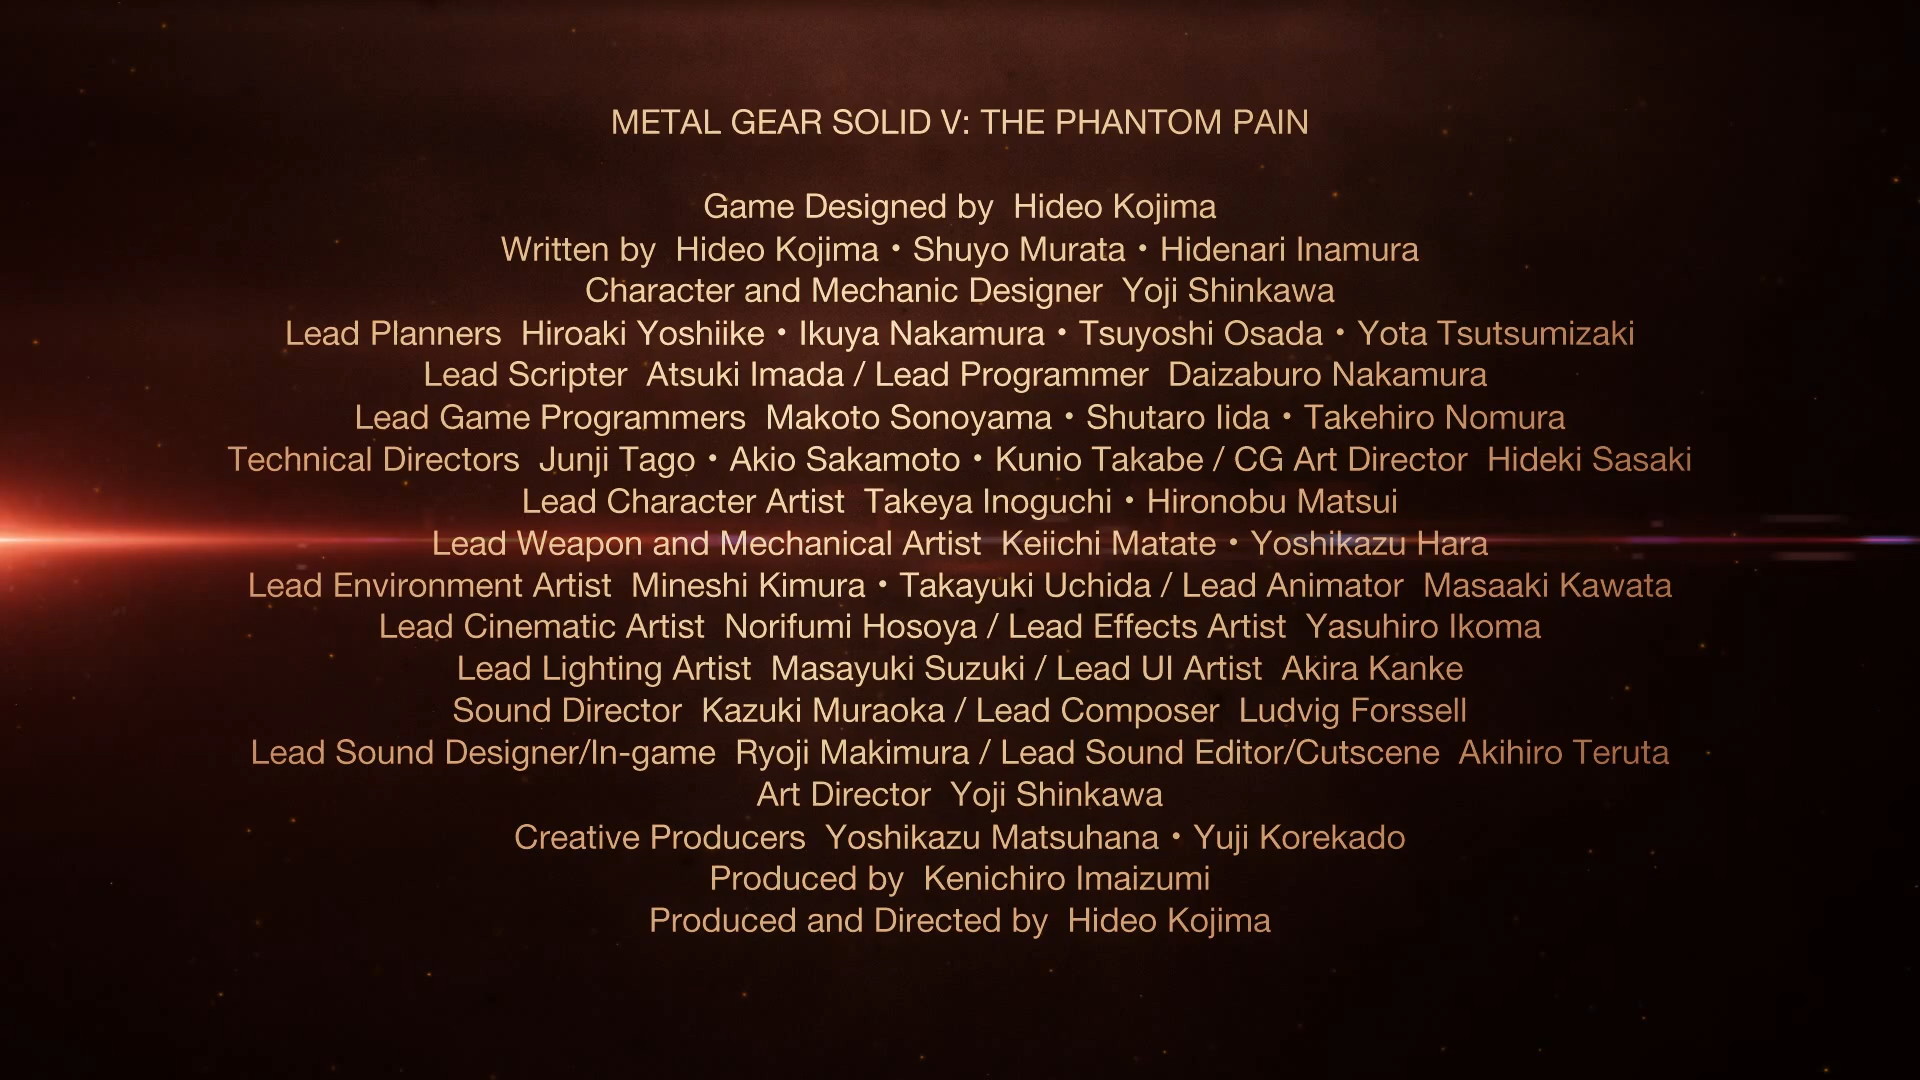 METAL GEAR SOLID V: THE PHANTOM PAIN
Game Designed by Hideo Kojima
Written by Hideo Kojima・Shuyo Murata・Hidenari Inamura
Character and Mechanic Designer Yoji Shinkawa
Lead Planners Hiroaki Yoshiike・Ikuya Nakamura・Tsuyoshi Osada・Yota Tsutsumizaki
Lead Scripter Atsuki Imada / Lead Programmer Daizaburo Nakamura
Lead Game Programmers Makoto Sonoyama・Shutaro Iida・Takehiro Nomura
Technical Directors Junji Tago・Akio Sakamoto・Kunio Takabe / CG Art Director Hideki Sasaki
Lead Character Artist Takeya Inoguchi・Hironobu Matsui
Lead Weapon and Mechanical Artist Keiichi Matate・Yoshikazu Hara
Lead Environment Artist Mineshi Kimura・Takayuki Uchida / Lead Animator Masaaki Kawata
Lead Cinematic Artist Norifumi Hosoya / Lead Effects Artist Yasuhiro Ikoma
Lead Lighting Artist Masayuki Suzuki / Lead UI Artist Akira Kanke
Sound Director Kazuki Muraoka / Lead Composer Ludvig Forssell
Lead Sound Designer/In-game Ryoji Makimura / Lead Sound Editor/Cutscene Akihiro Teruta
Art Director Yoji Shinkawa
Creative Producers Yoshikazu Matsuhana・Yuji Korekado
Produced by Kenichiro Imaizumi
Produced and Directed by Hideo Kojima